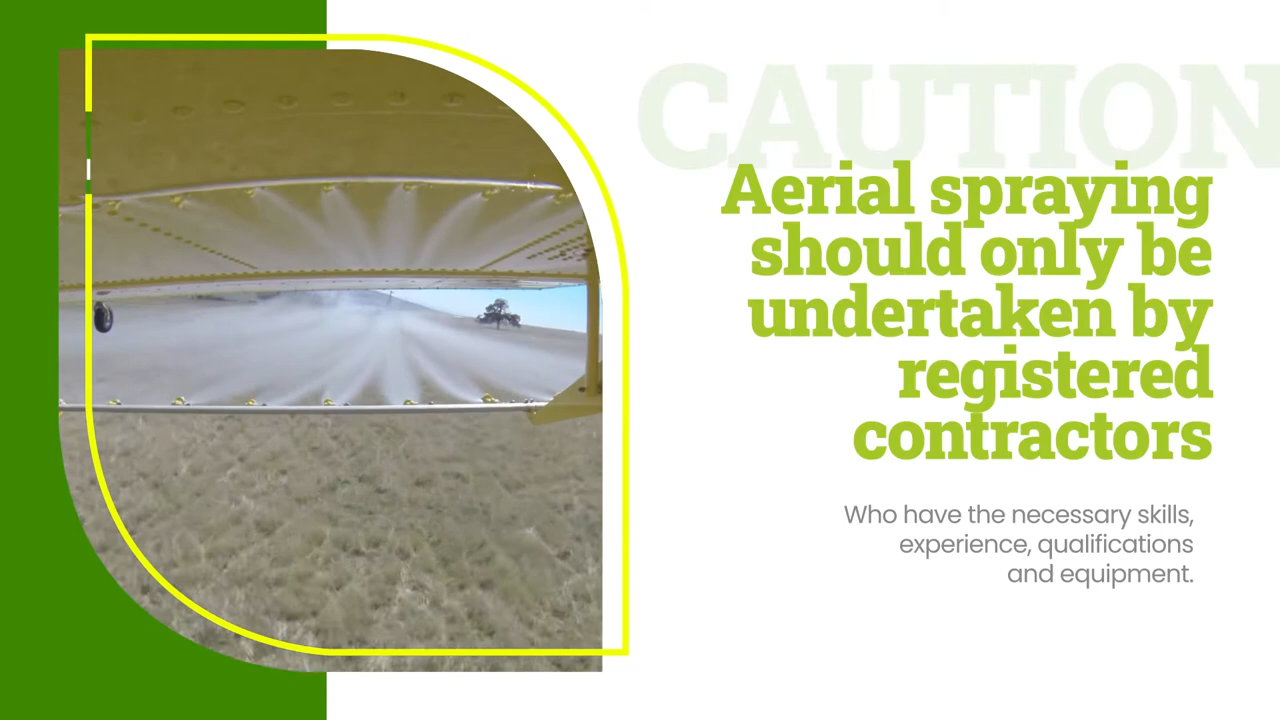 CAUTION
Aerial spraying
should only be
undertaken by
registered
contractors
Who have the necessary skills,
experience, qualifications
and equipment.